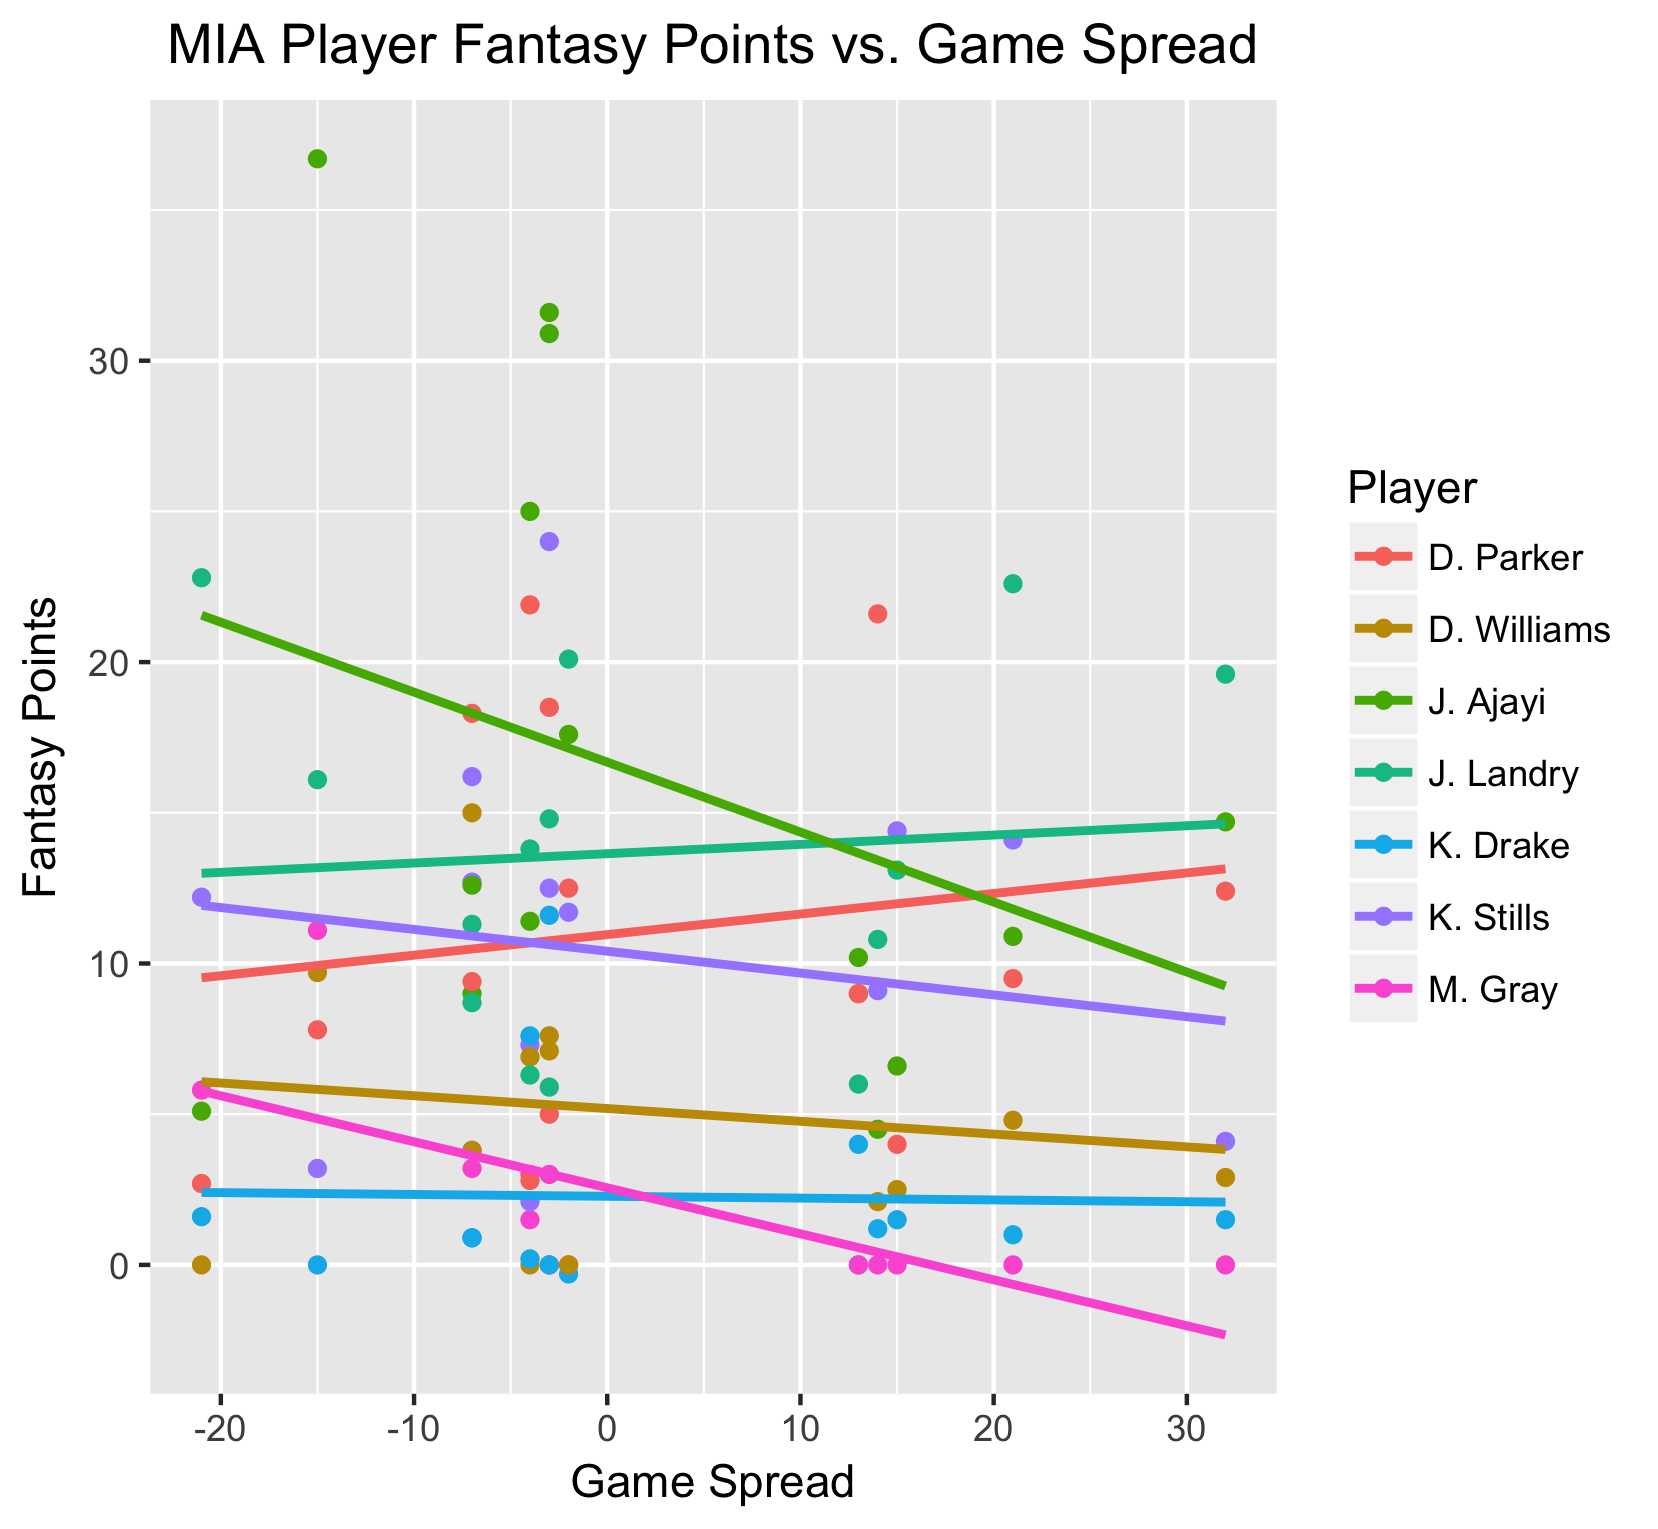 MIA Player Fantasy Points vs. Game Spread
30
20
10
0
Fantasy Points
-20 -10 0 10 20 30
Game Spread
Player
D. Parker
D. Williams
J. Ajayi
J. Landry
K. Drake
K. Stills
M. Gray